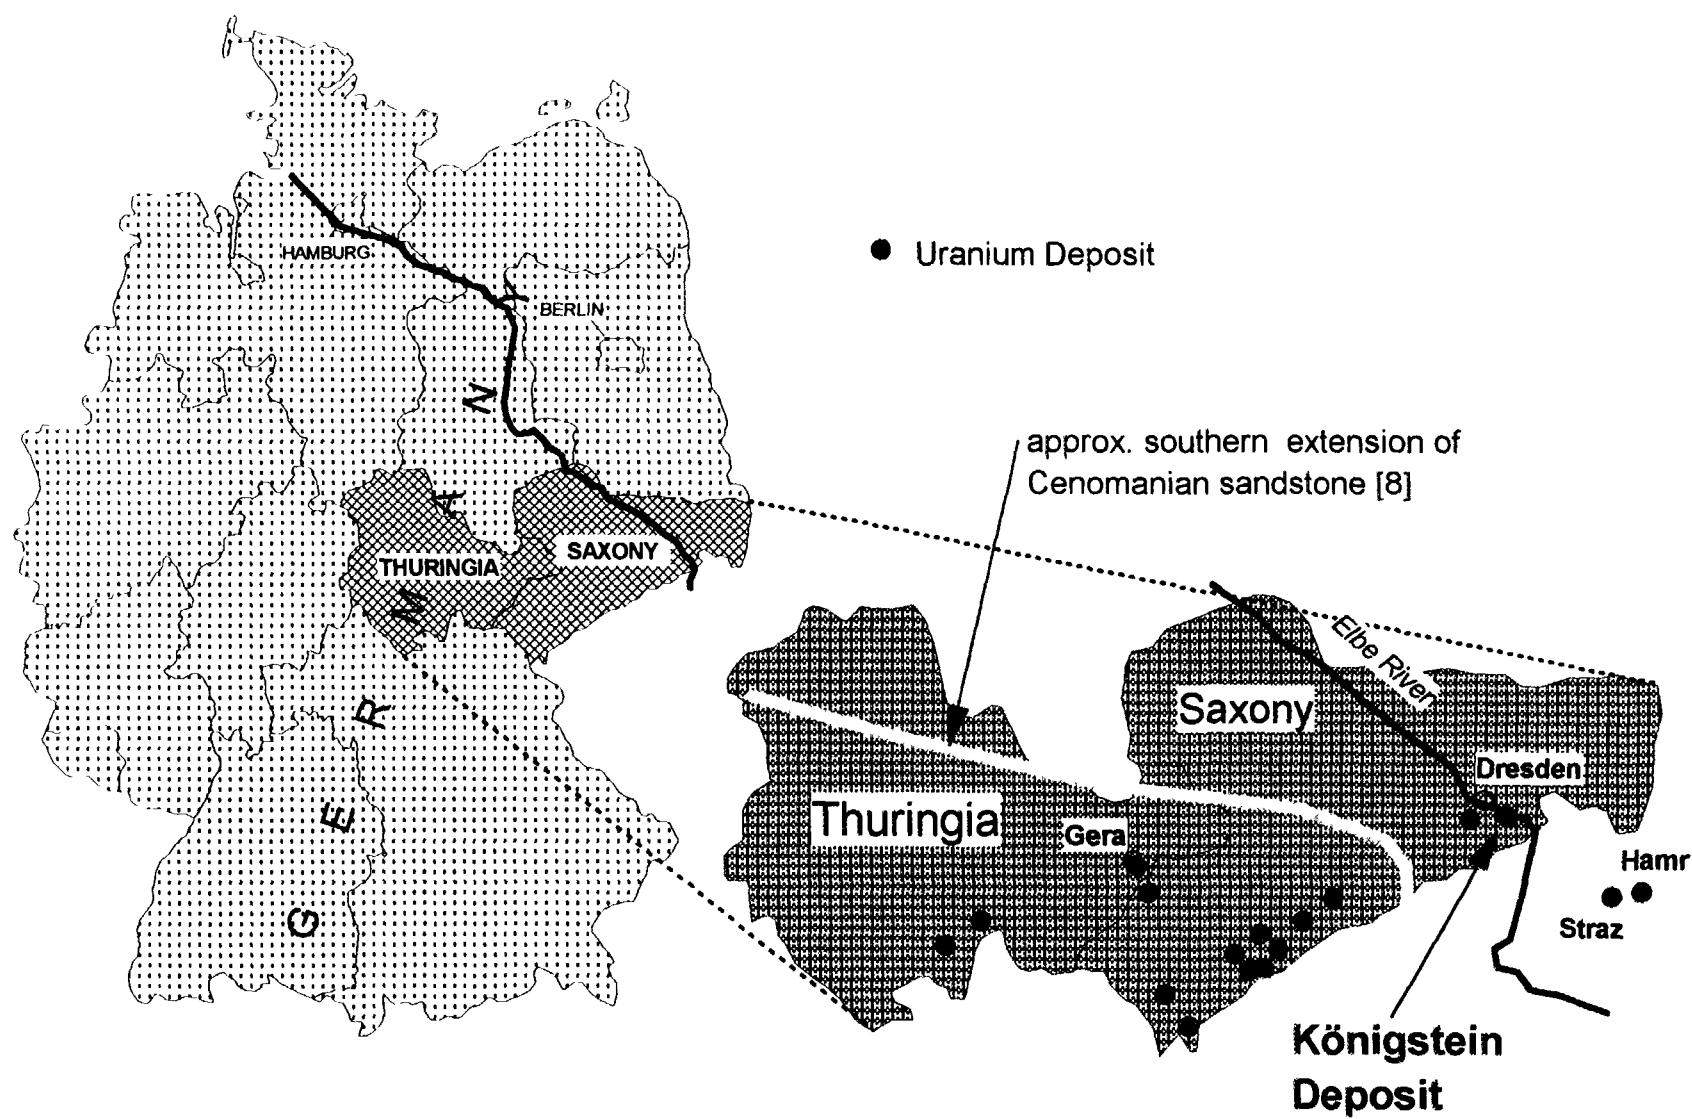 HAMBURG
BERLIN
GERMANY
THURINGIA
SAXONY
Uranium Deposit
approx. southern extension of
Cenomanian sandstone [8]
Elbe River
Saxony
Dresden
Thuringia
Gera
Hamr
Straz
Königstein
Deposit